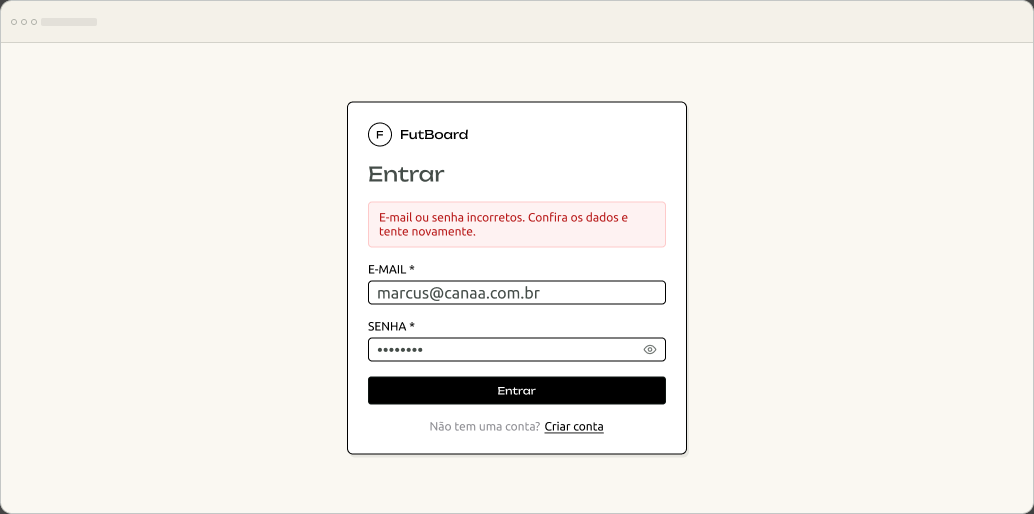 F FutBoard
Entrar
E-mail ou senha incorretos. Confira os dados e
tente novamente.
E-MAIL *
marcus@canaa.com.br
SENHA *
••••••••
Entrar
Não tem uma conta? Criar conta